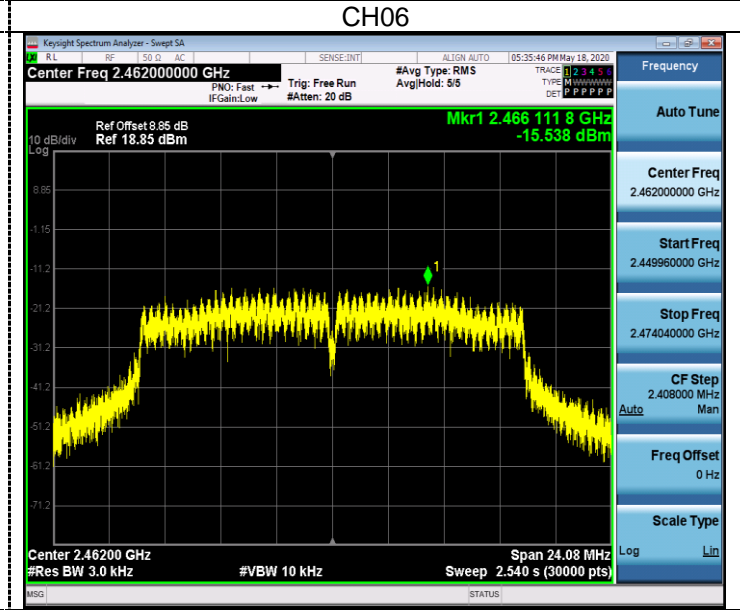 CH06
Keysight Spectrum Analyzer - Swept SA
RL RF 50 Ω AC SENSE:INT ALIGN AUTO 05:35:46 PM May 18, 2020
Center Freq 2.462000000 GHz
PNO: Fast
IFGain:Low
Trig: Free Run
#Atten: 20 dB
#Avg Type: RMS
Avg|Hold: 5/5
TRACE 1 2 3 4 5 6
TYPE M W W W W W
DET P P P P P P
Ref Offset 8.85 dB
Ref 18.85 dBm
10 dB/div
Log
Mkr1 2.466 111 8 GHz
-15.538 dBm
8.85
-1.15
-11.2
-21.2
-31.2
-41.2
-51.2
-61.2
-71.2
1
Center 2.46200 GHz
Span 24.08 MHz
#Res BW 3.0 kHz
#VBW 10 kHz
Sweep 2.540 s (30000 pts)
MSG
STATUS
Frequency
Auto Tune
Center Freq
2.462000000 GHz
Start Freq
2.449960000 GHz
Stop Freq
2.474040000 GHz
CF Step
2.408000 MHz
Auto Man
Freq Offset
0 Hz
Scale Type
Log Lin